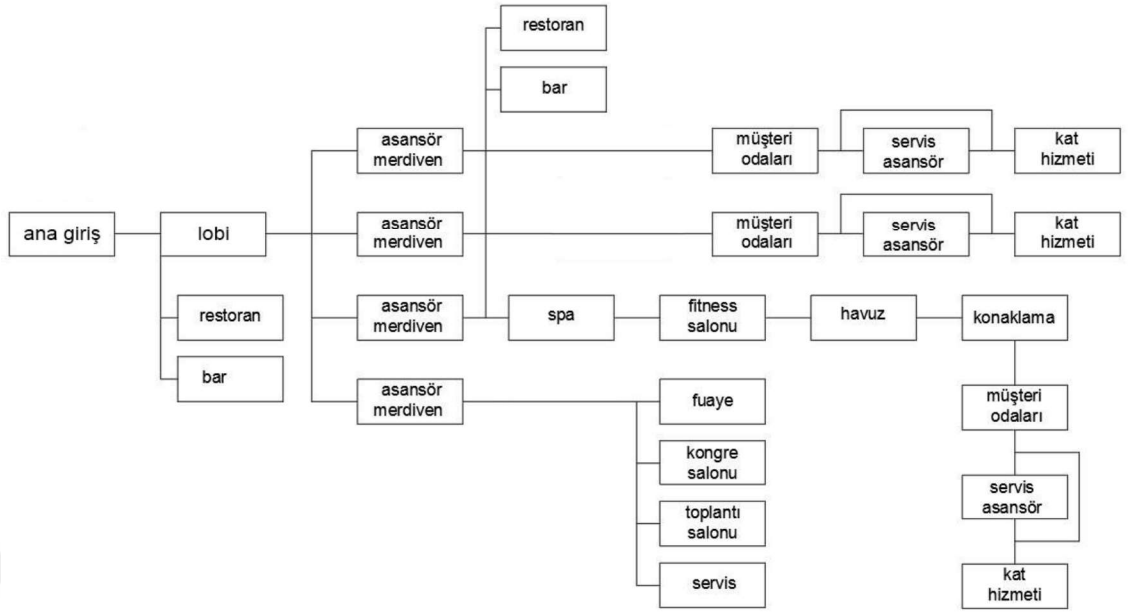 restoran
bar
asansör
merdiven
müşteri
odaları
servis
asansör
kat
hizmeti
ana giriş
lobi
asansör
merdiven
müşteri
odaları
servis
asansör
kat
hizmeti
restoran
asansör
merdiven
spa
fitness
salonu
havuz
konaklama
bar
asansör
merdiven
fuaye
müşteri
odaları
kongre
salonu
servis
asansör
toplantı
salonu
servis
kat
hizmeti